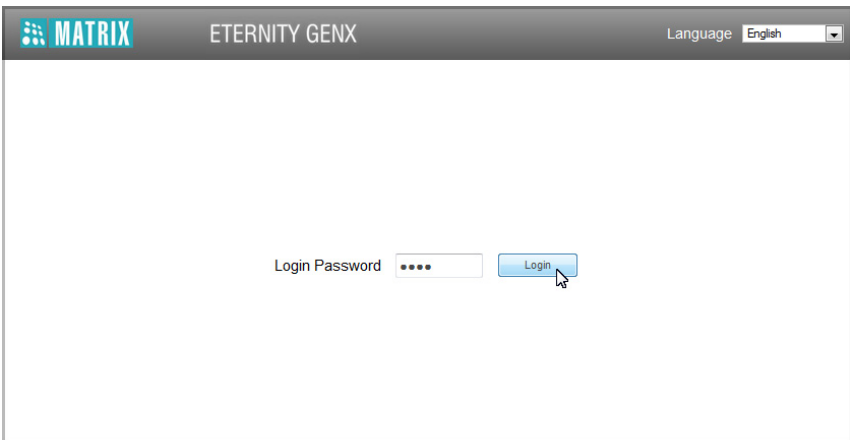 MATRIX ETERNITY GENX Language English
Login Password •••• Login